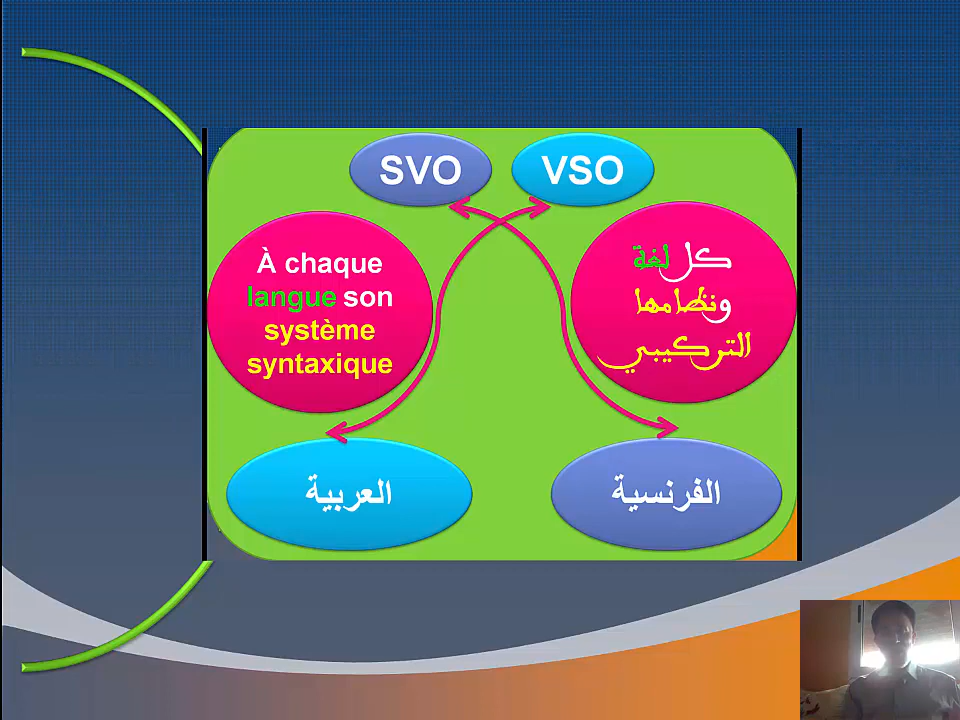 SVO
VSO
À chaque
langue son
système
syntaxique
كل لغة
ونظامها
التركيبي
العربية
الفرنسية